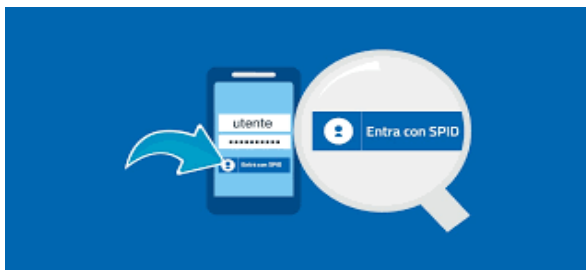 utente
••••••••••
Entra con SPID
Entra con SPID